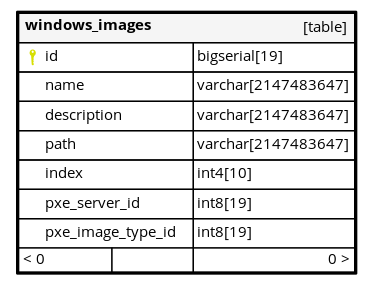 windows_images [table]
id bigserial[19]
name varchar[2147483647]
description varchar[2147483647]
path varchar[2147483647]
index int4[10]
pxe_server_id int8[19]
pxe_image_type_id int8[19]
< 0 0 >